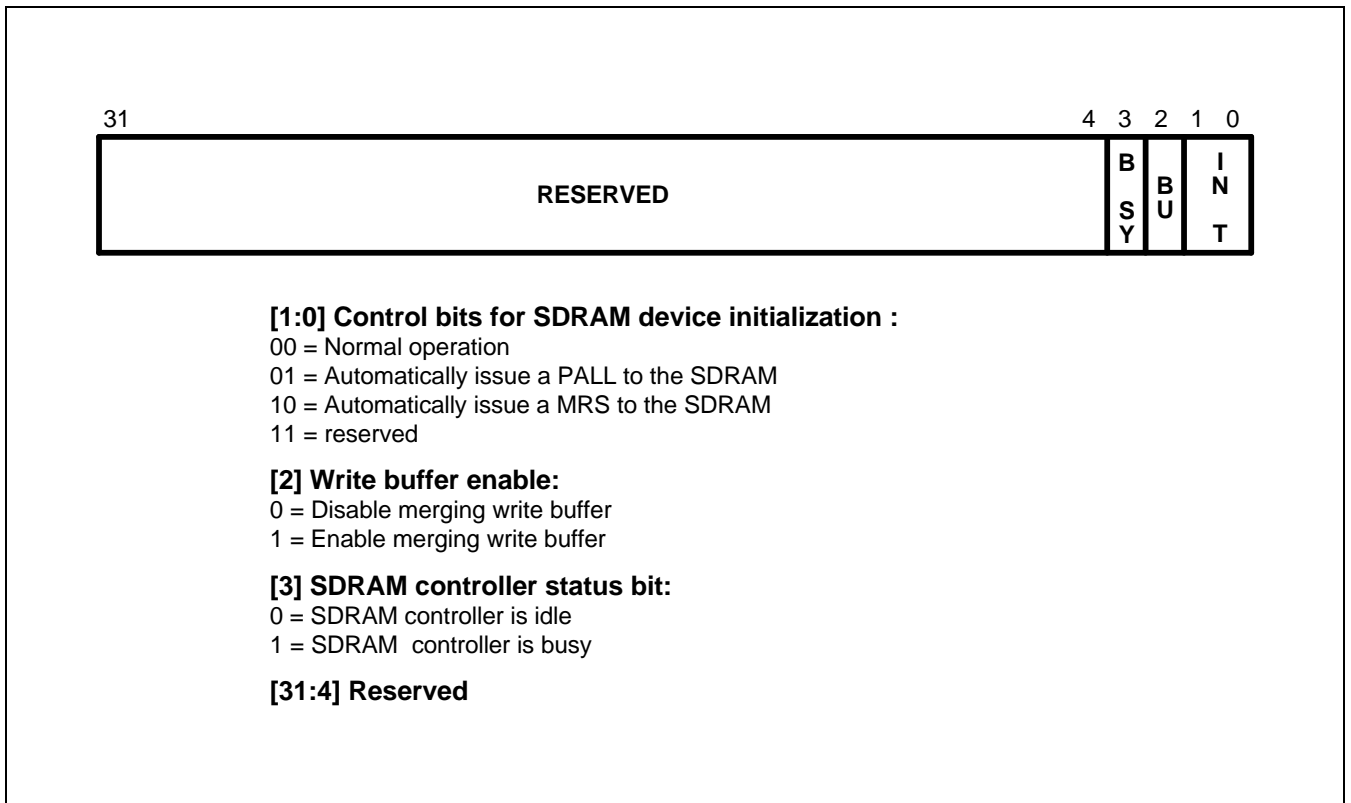 31 4 3 2 1 0
RESERVED
BSY
BU
INIT
[1:0] Control bits for SDRAM device initialization :
00 = Normal operation
01 = Automatically issue a PALL to the SDRAM
10 = Automatically issue a MRS to the SDRAM
11 = reserved
[2] Write buffer enable:
0 = Disable merging write buffer
1 = Enable merging write buffer
[3] SDRAM controller status bit:
0 = SDRAM controller is idle
1 = SDRAM  controller is busy
[31:4] Reserved